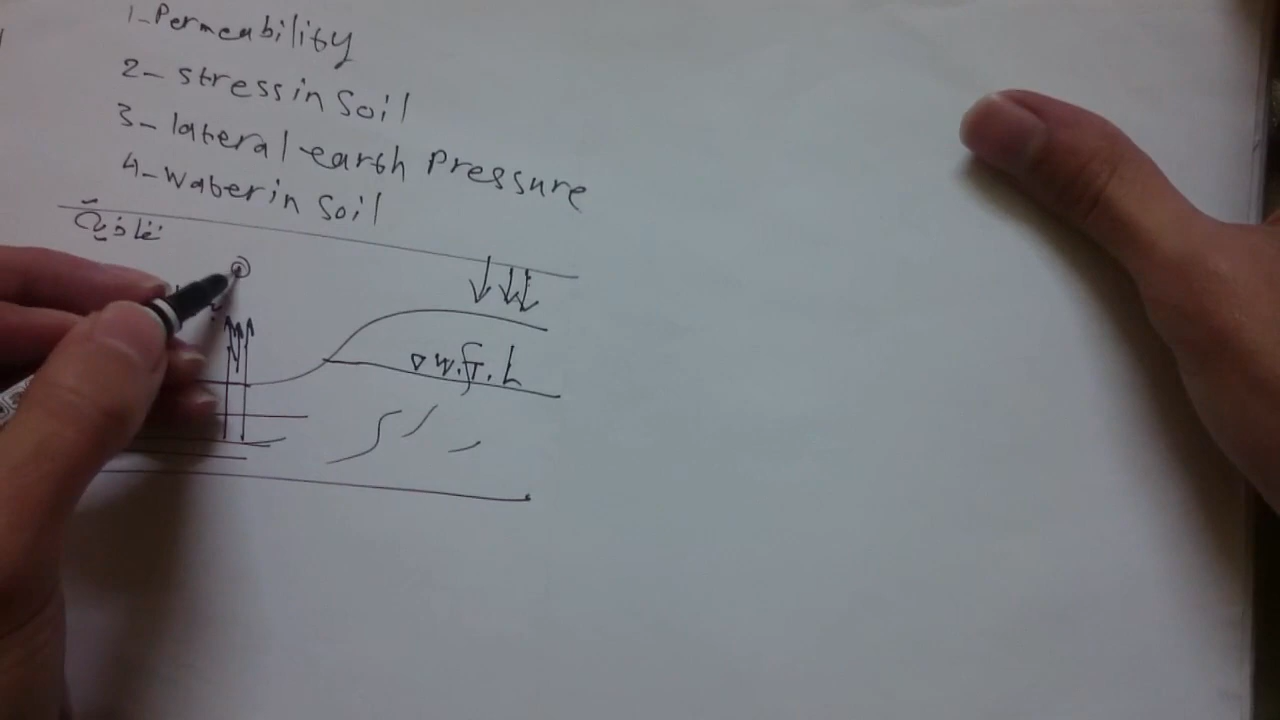 1-Permeability
2- stress in soil
3- lateral earth pressure
4- water in soil
▽ w.T.L